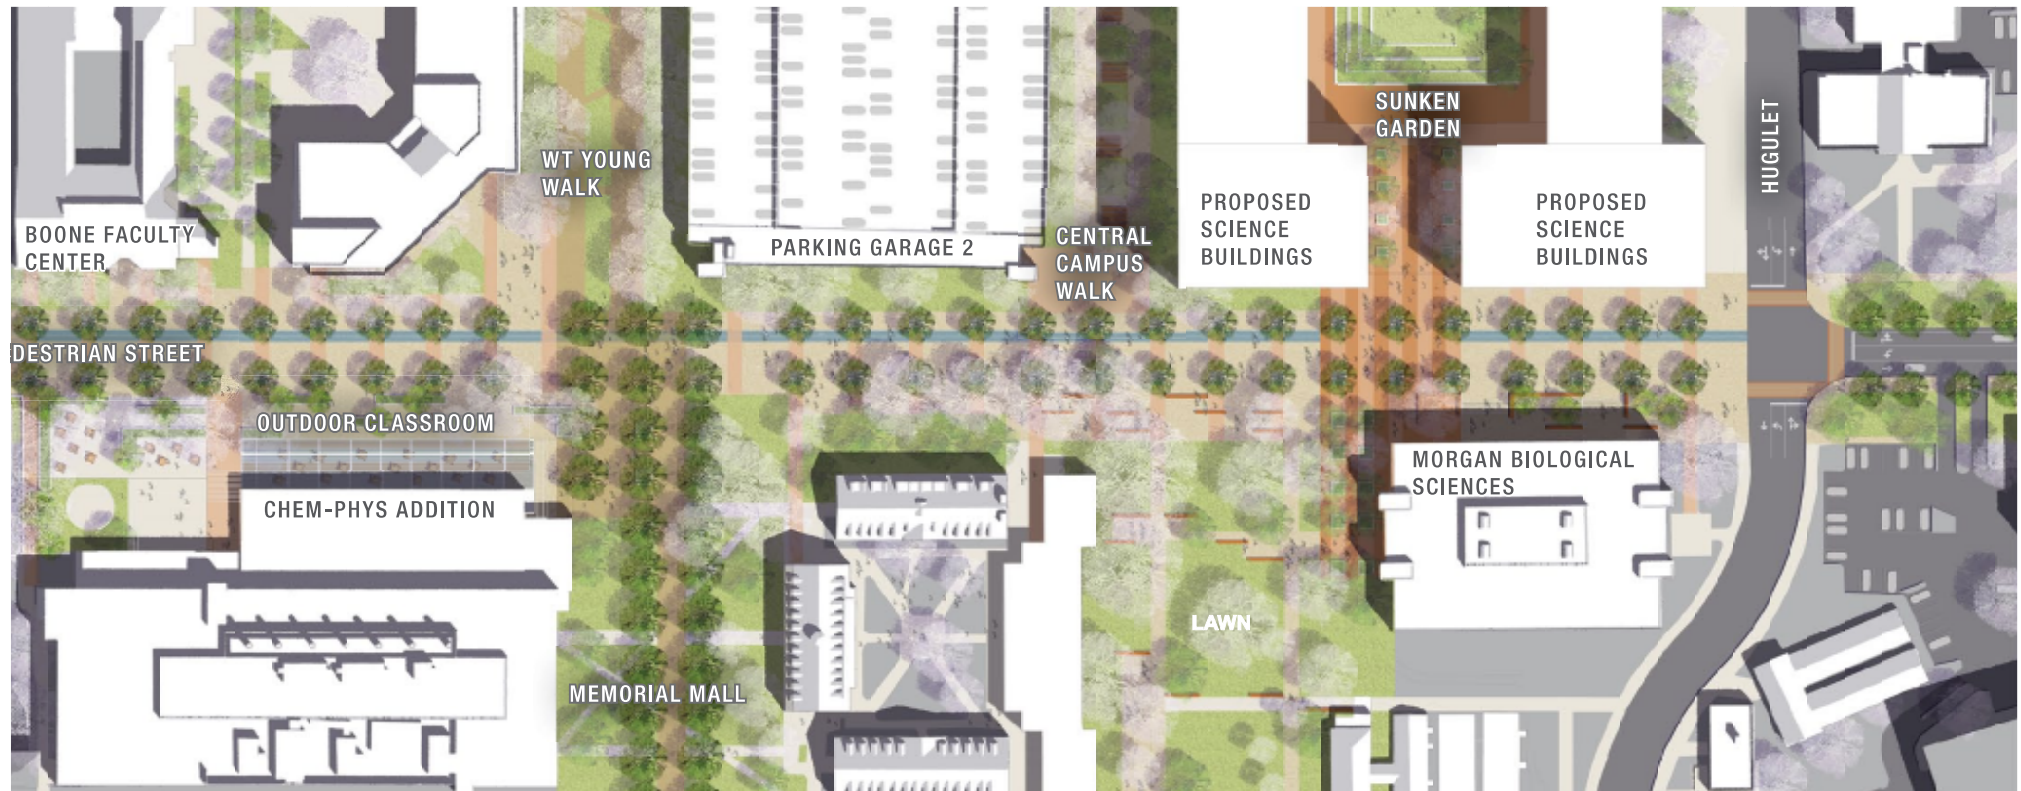 SUNKEN
GARDEN
HUGULET
WT YOUNG
WALK
PROPOSED
SCIENCE
BUILDINGS
PROPOSED
SCIENCE
BUILDINGS
BOONE FACULTY
CENTER
PARKING GARAGE 2
CENTRAL
CAMPUS
WALK
DESTRIAN STREET
OUTDOOR CLASSROOM
MORGAN BIOLOGICAL
SCIENCES
CHEM-PHYS ADDITION
LAWN
MEMORIAL MALL